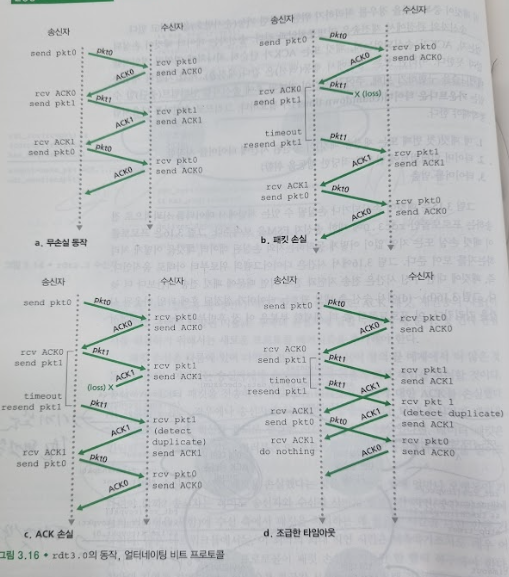 송신자
수신자
send pkt0
pkt0
rcv pkt0
send ACK0
ACK0
rcv ACK0
send pkt1
pkt1
rcv pkt1
send ACK1
ACK1
rcv ACK1
send pkt0
pkt0
rcv pkt0
send ACK0
ACK0
a. 무손실 동작
송신자
수신자
send pkt0
pkt0
rcv pkt0
send ACK0
ACK0
rcv ACK0
send pkt1
pkt1
X (loss)
timeout
resend pkt1
pkt1
rcv pkt1
send ACK1
ACK1
rcv ACK1
send pkt0
pkt0
rcv pkt0
send ACK0
ACK0
b. 패킷 손실
송신자
수신자
send pkt0
pkt0
rcv pkt0
send ACK0
ACK0
rcv ACK0
send pkt1
pkt1
rcv pkt1
send ACK1
ACK1
(loss) X
timeout
resend pkt1
pkt1
rcv pkt1
(detect
duplicate)
send ACK1
ACK1
rcv ACK1
send pkt0
pkt0
rcv pkt0
send ACK0
ACK0
c. ACK 손실
송신자
수신자
send pkt0
pkt0
rcv pkt0
send ACK0
ACK0
rcv ACK0
send pkt1
pkt1
rcv pkt1
send ACK1
timeout
resend pkt1
pkt1
ACK1
rcv pkt 1
(detect duplicate)
send ACK1
rcv ACK1
send pkt0
pkt0
ACK1
rcv pkt0
send ACK0
rcv ACK1
do nothing
ACK0
d. 조급한 타임아웃
그림 3.16 • rdt3.0의 동작, 얼터네이팅 비트 프로토콜